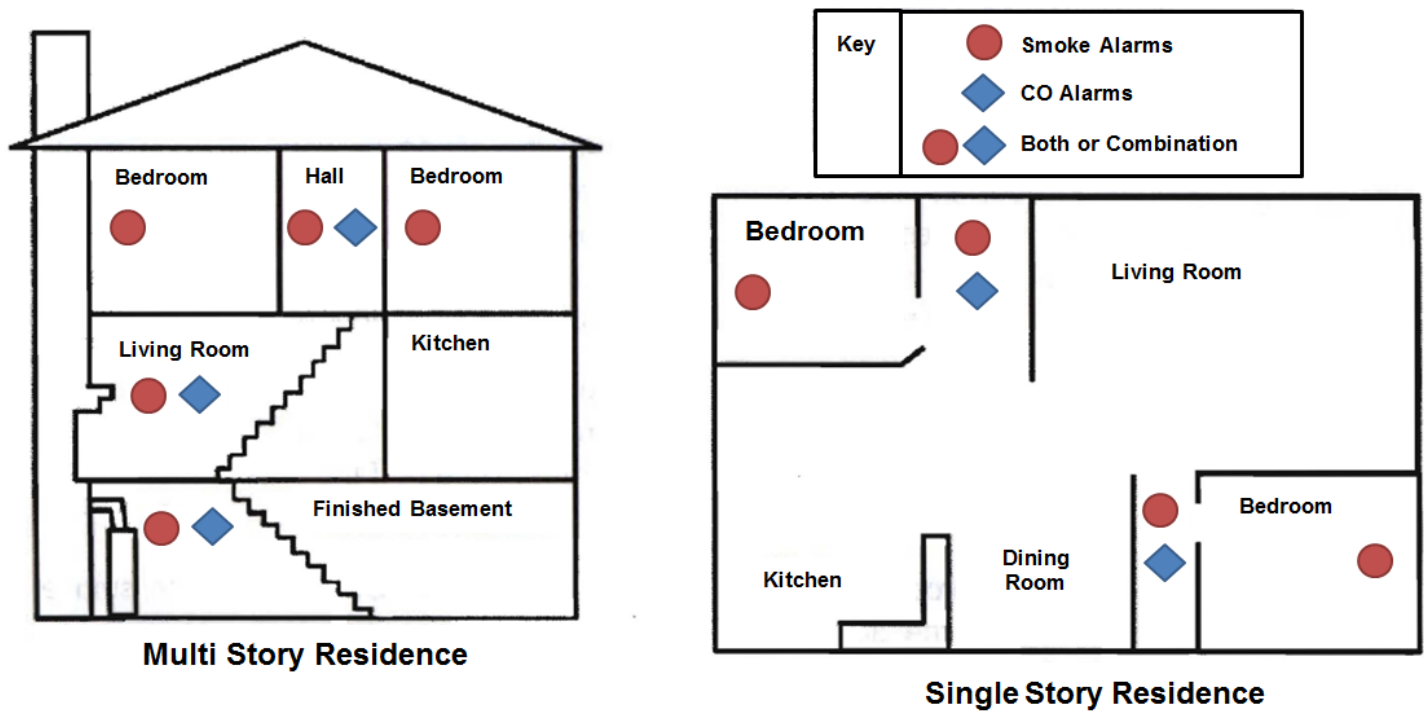 Key
Smoke Alarms
CO Alarms
Both or Combination
Bedroom
Hall
Bedroom
Living Room
Kitchen
Finished Basement
Multi Story Residence
Bedroom
Living Room
Bedroom
Kitchen
Dining
Room
Single Story Residence